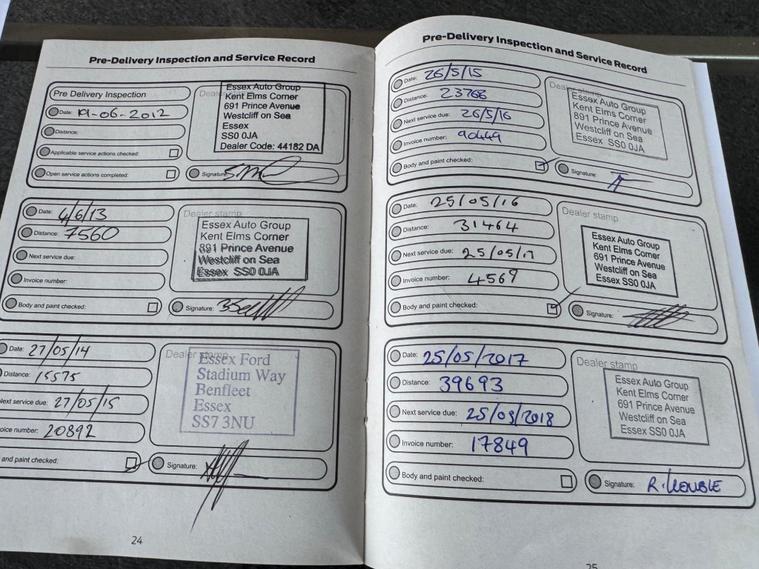 Pre-Delivery Inspection and Service Record
Pre Delivery Inspection
Date: 19-06-2012
Distance:
Applicable service actions checked:
Open service actions completed:
Essex Auto Group
Kent Elms Corner
691 Prince Avenue
Westcliff on Sea
Essex
SS0 0JA
Dealer Code: 44182 DA
Signature:
Date: 4/6/13
Distance: 7560
Next service due:
Invoice number:
Body and paint checked:
Dealer stamp
Essex Auto Group
Kent Elms Corner
691 Prince Avenue
Westcliff on Sea
Essex SS0 0JA
Signature:
Date: 27/05/14
Distance: 15575
Next service due: 27/05/15
voice number: 20892
and paint checked:
Dealer stamp
Essex Ford
Stadium Way
Benfleet
Essex
SS7 3NU
Signature:
24
Pre-Delivery Inspection and Service Record
Date: 26/5/15
Distance: 23768
Next service due: 26/5/16
Invoice number: 90449
Body and paint checked:
Essex Auto Group
Kent Elms Corner
691 Prince Avenue
Westcliff on Sea
Essex SS0 0JA
Signature:
Date: 25/05/16
Distance: 31464
Next service due: 25/05/17
Invoice number: 4569
Body and paint checked:
Dealer stamp
Essex Auto Group
Kent Elms Corner
691 Prince Avenue
Westcliff on Sea
Essex SS0 0JA
Signature:
Date: 25/05/2017
Distance: 39693
Next service due: 25/05/2018
Invoice number: 17849
Body and paint checked:
Dealer stamp
Essex Auto Group
Kent Elms Corner
691 Prince Avenue
Westcliff on Sea
Essex SS0 0JA
Signature: R.
25